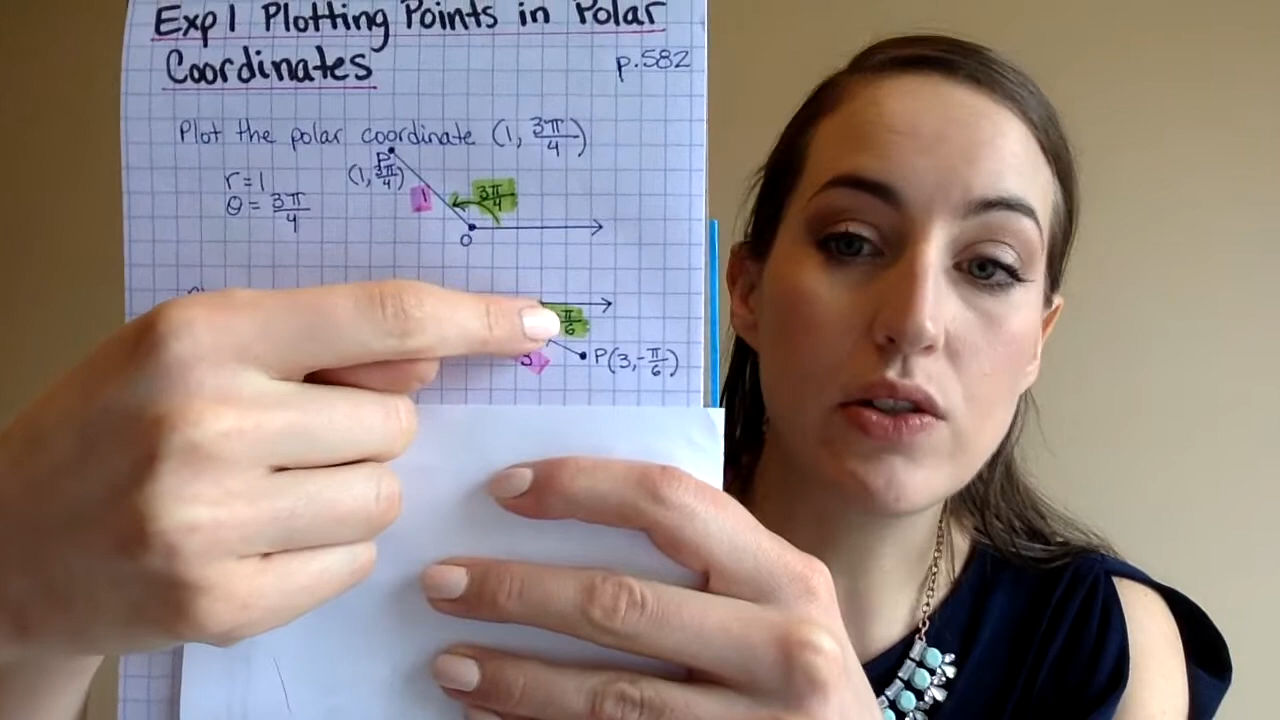 Exp 1 Plotting Points in Polar
Coordinates
p.582
Plot the polar coordinate (1, 3π/4)
P
(1, 3π/4)
r = 1
θ = 3π/4
1
3π/4
O
π/6
3
P(3, -π/6)